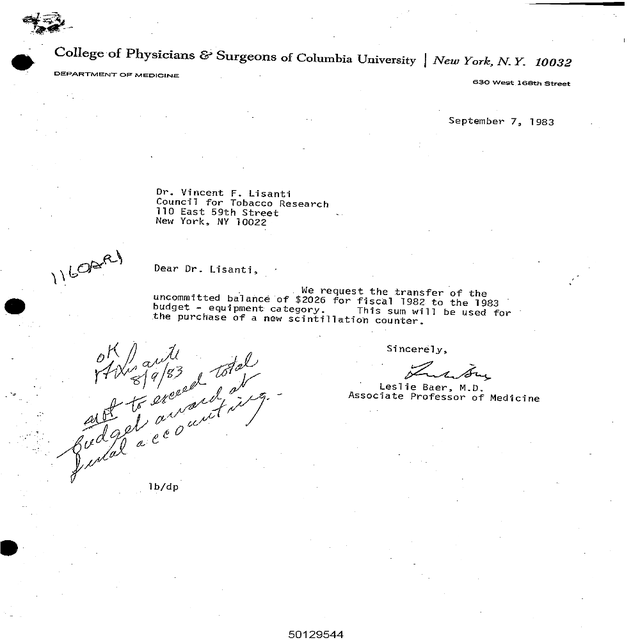 College of Physicians & Surgeons of Columbia University | New York, N. Y. 10032
DEPARTMENT OF MEDICINE
630 West 168th Street
September 7, 1983
Dr. Vincent F. Lisanti
Council for Tobacco Research
110 East 59th Street
New York, NY 10022
1160AR1
Dear Dr. Lisanti,
We request the transfer of the
uncommitted balance of $2026 for fiscal 1982 to the 1983
budget - equipment category. This sum will be used for
the purchase of a new scintillation counter.
Sincerely,
Leslie Baer, M.D.
Associate Professor of Medicine
OK
8/9/83
not to exceed total
budget award at
final accounting.
lb/dp
50129544